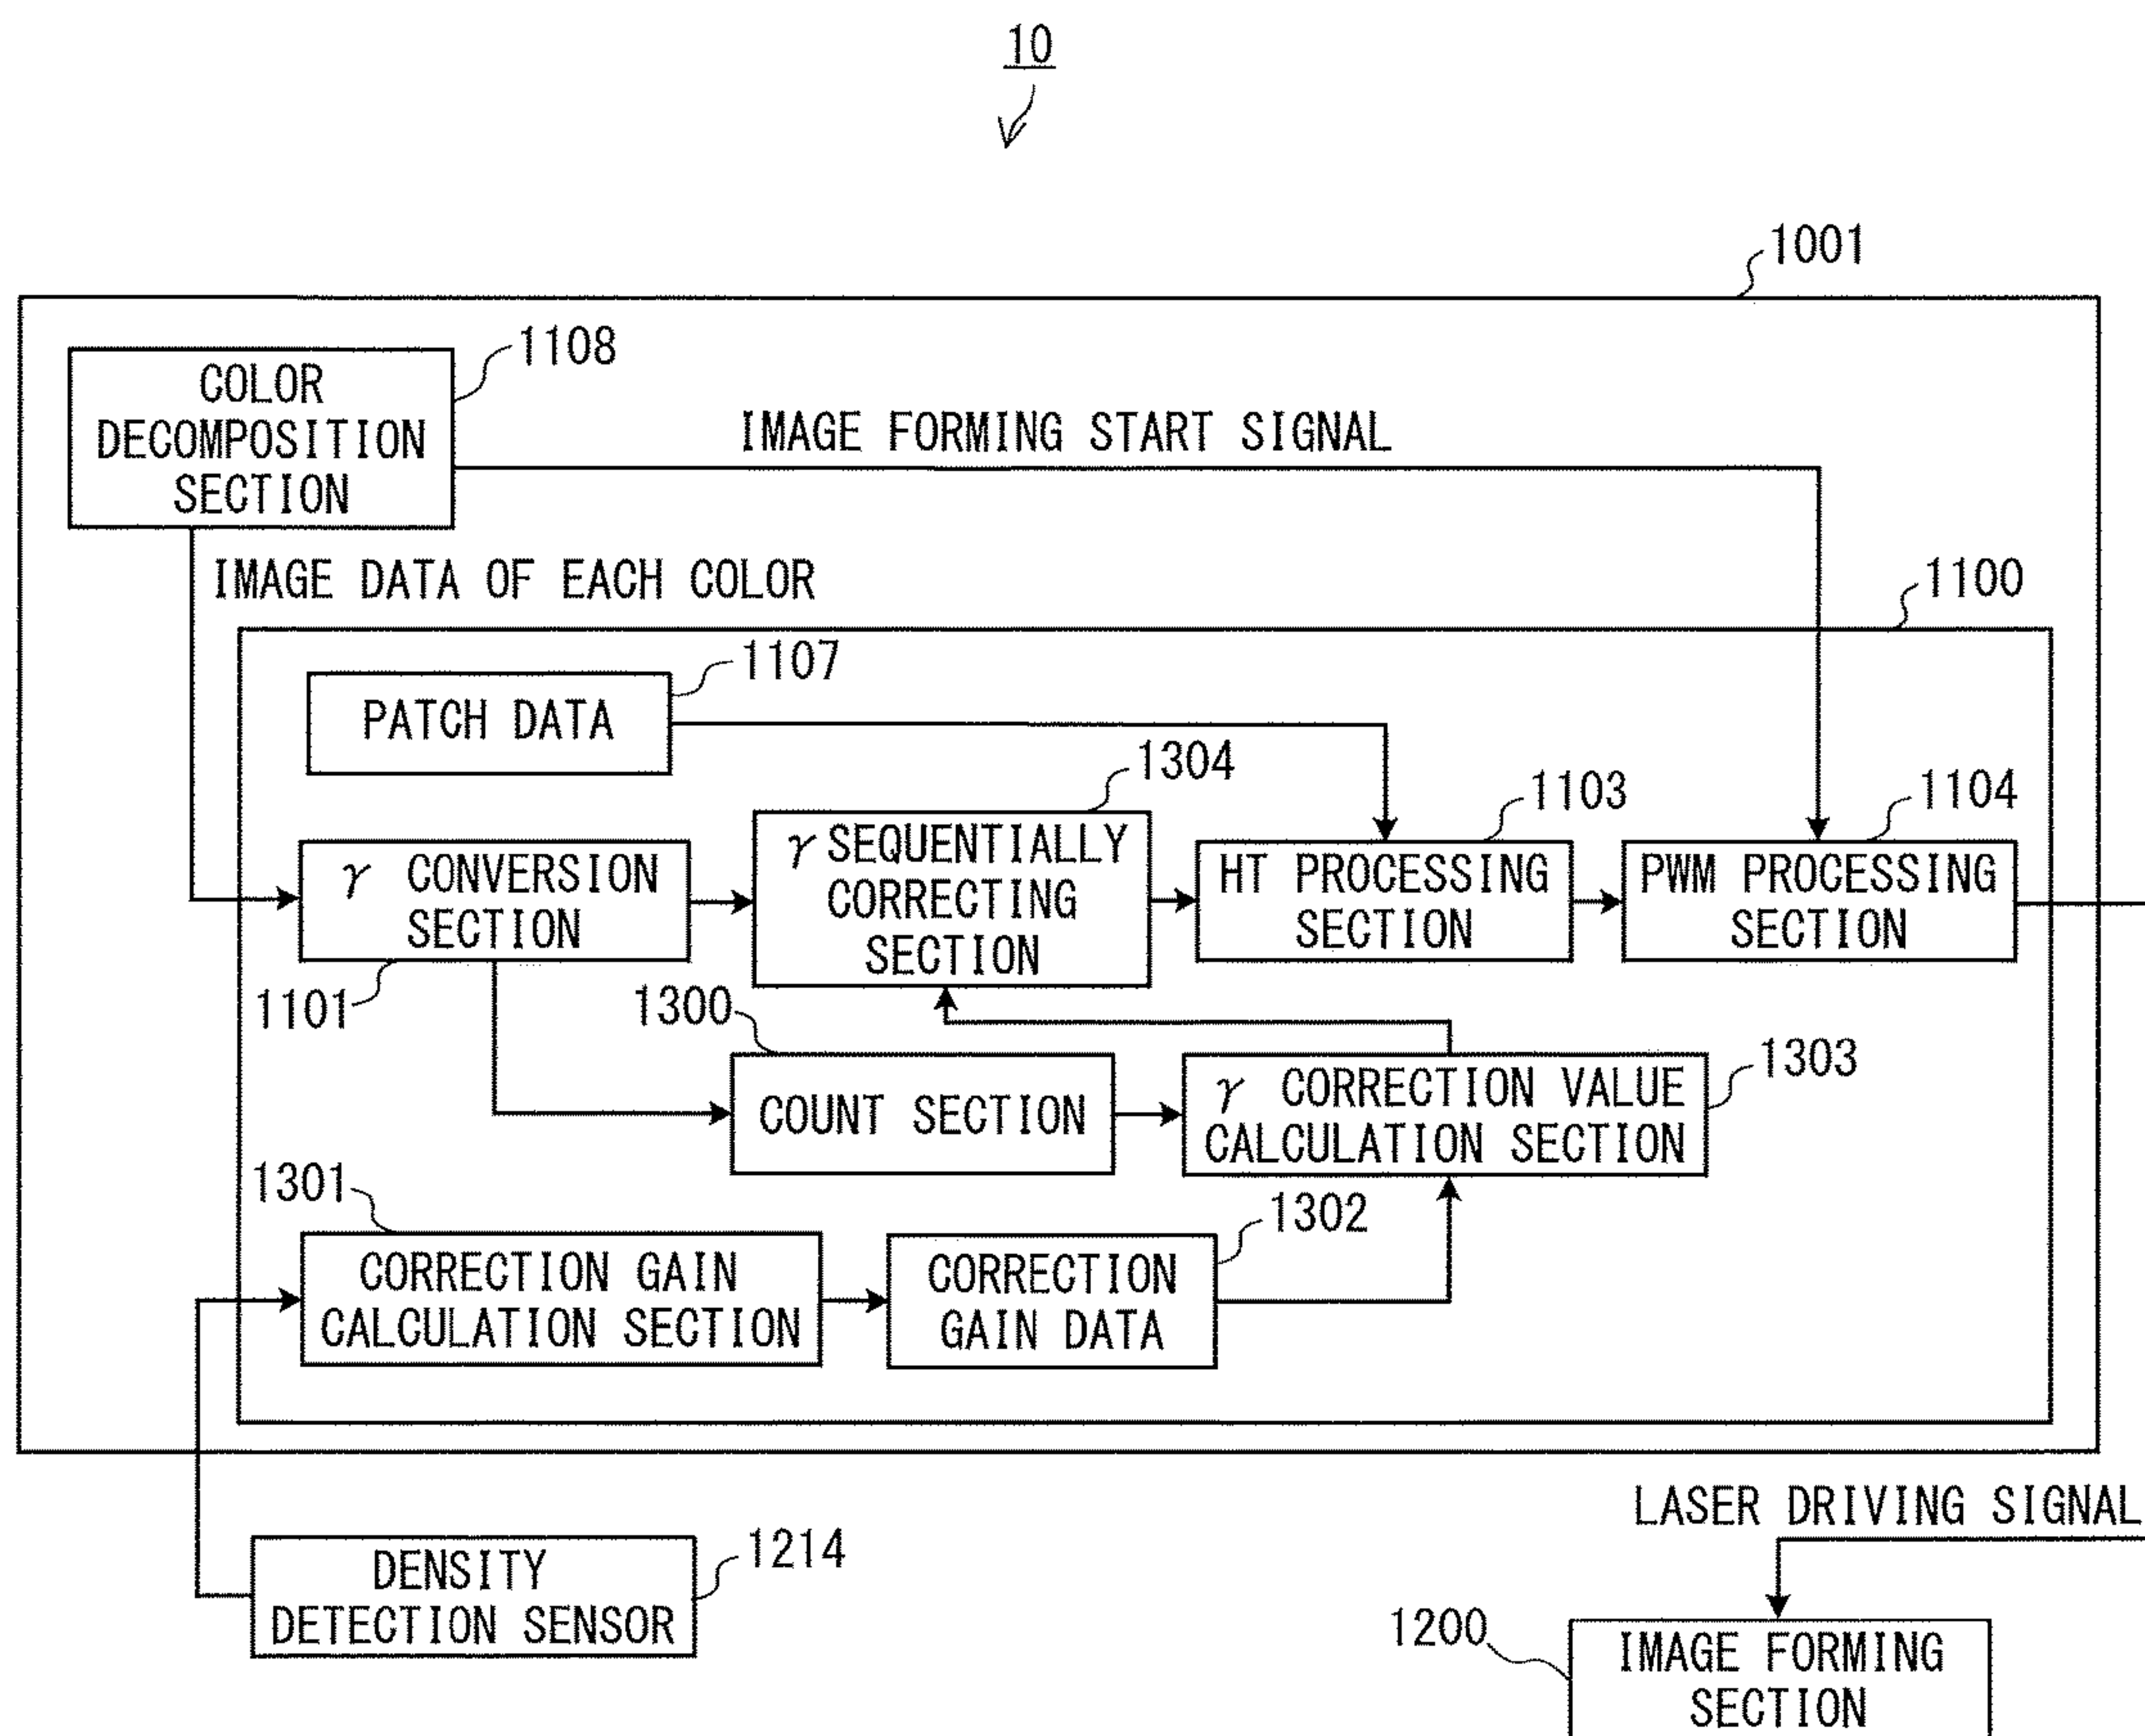 10
1001
1108
COLOR
DECOMPOSITION
SECTION
IMAGE FORMING START SIGNAL
IMAGE DATA OF EACH COLOR
1100
1107
PATCH DATA
1304
1103
1104
γ CONVERSION
SECTION
γ SEQUENTIALLY
CORRECTING
SECTION
HT PROCESSING
SECTION
PWM PROCESSING
SECTION
1101
1300
1303
COUNT SECTION
γ CORRECTION VALUE
CALCULATION SECTION
1301
1302
CORRECTION GAIN
CALCULATION SECTION
CORRECTION
GAIN DATA
LASER DRIVING SIGNAL
1214
DENSITY
DETECTION SENSOR
1200
IMAGE FORMING
SECTION